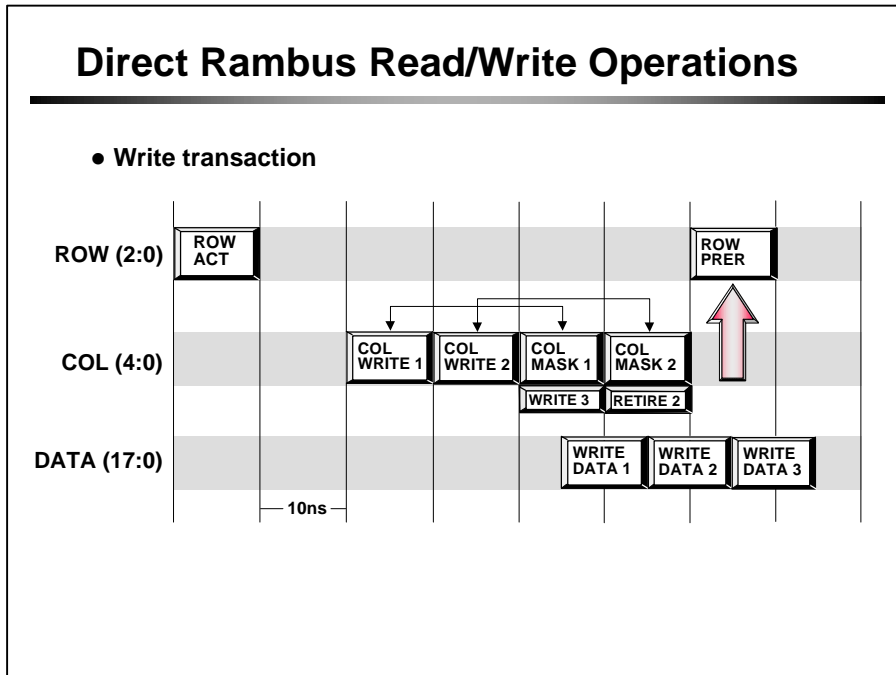 Direct Rambus Read/Write Operations
● Write transaction
ROW (2:0)
ROW
ACT
ROW
PRER
COL (4:0)
COL
WRITE 1
COL
WRITE 2
COL
MASK 1
COL
MASK 2
WRITE 3
RETIRE 2
DATA (17:0)
WRITE
DATA 1
WRITE
DATA 2
WRITE
DATA 3
10ns